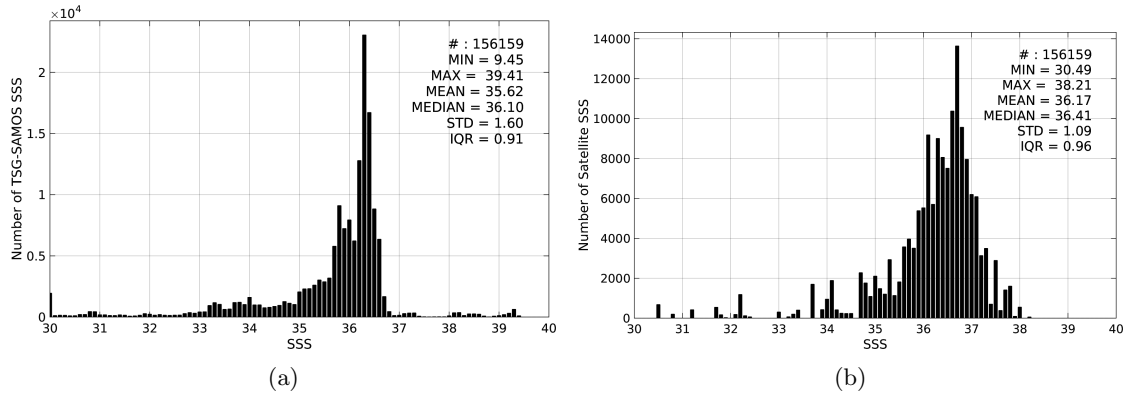 ×10⁴
# : 156159
MIN = 9.45
MAX = 39.41
MEAN = 35.62
MEDIAN = 36.10
STD = 1.60
IQR = 0.91
Number of TSG-SAMOS SSS
2
1.5
1
0.5
0
30 31 32 33 34 35 36 37 38 39 40
SSS
(a)
# : 156159
MIN = 30.49
MAX = 38.21
MEAN = 36.17
MEDIAN = 36.41
STD = 1.09
IQR = 0.96
Number of Satellite SSS
14000
12000
10000
8000
6000
4000
2000
0
30 31 32 33 34 35 36 37 38 39 40
SSS
(b)